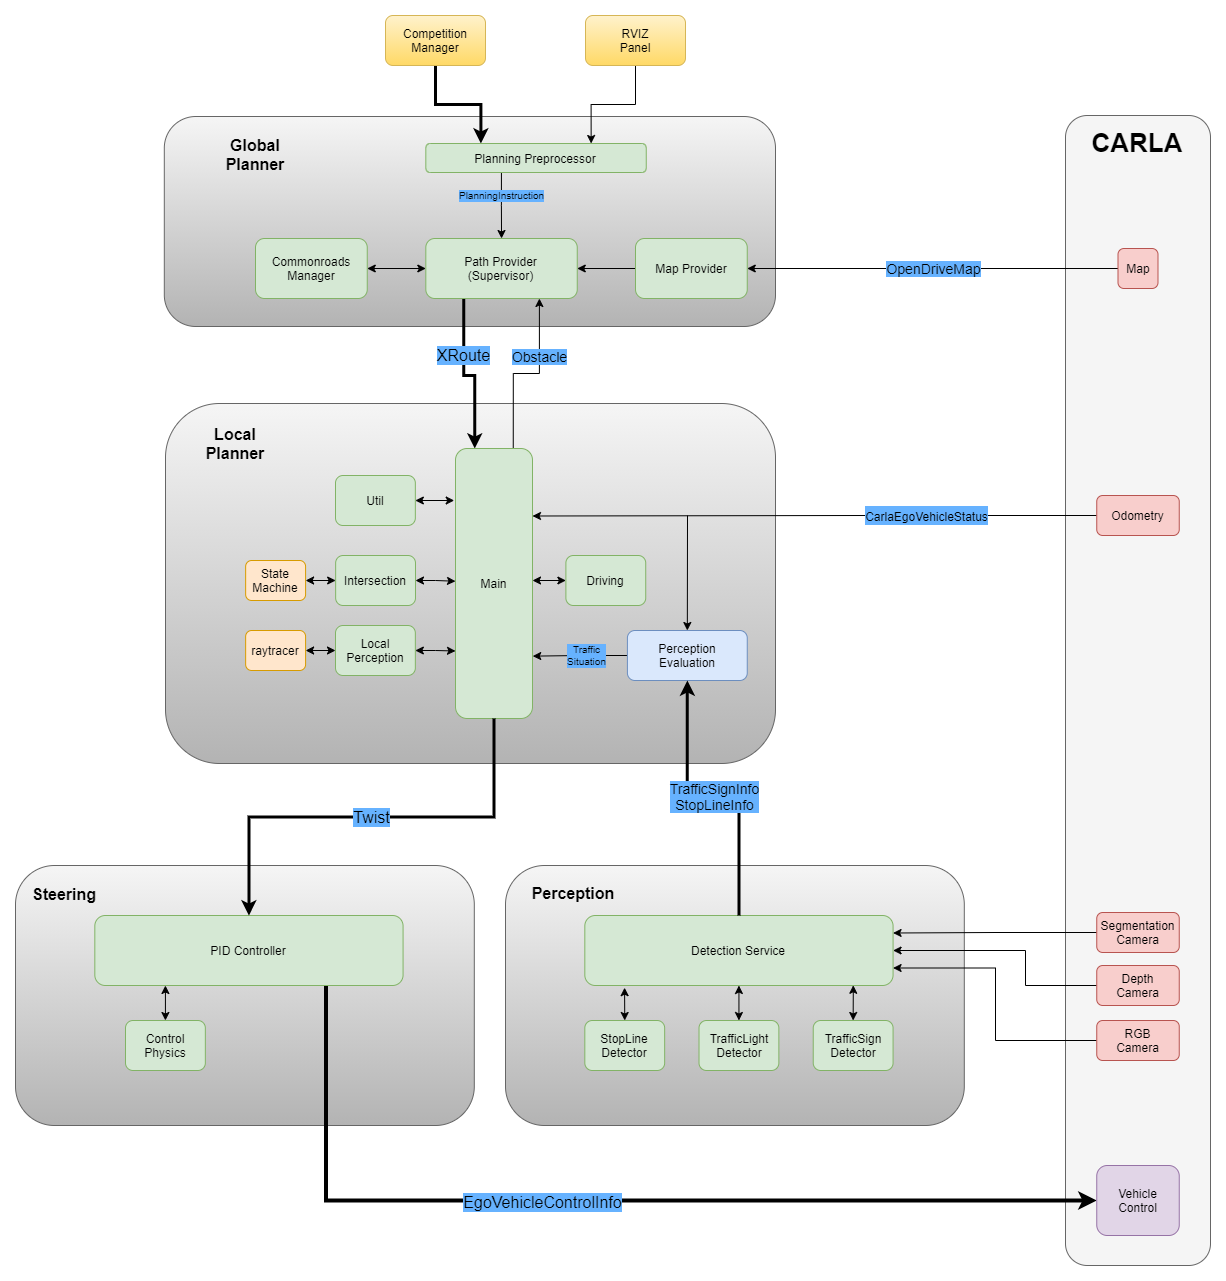 Competition
Manager
RVIZ
Panel
Global
Planner
Planning Preprocessor
PlanningInstruction
Commonroads
Manager
Path Provider
(Supervisor)
Map Provider
OpenDriveMap
CARLA
Map
XRoute
Obstacle
Local
Planner
Util
Main
CarlaEgoVehicleStatus
Odometry
State
Machine
Intersection
Driving
raytracer
Local
Perception
Traffic
Situation
Perception
Evaluation
TrafficSignInfo
StopLineInfo
Twist
Steering
PID Controller
Control
Physics
Perception
Detection Service
StopLine
Detector
TrafficLight
Detector
TrafficSign
Detector
Segmentation
Camera
Depth
Camera
RGB
Camera
EgoVehicleControlInfo
Vehicle
Control